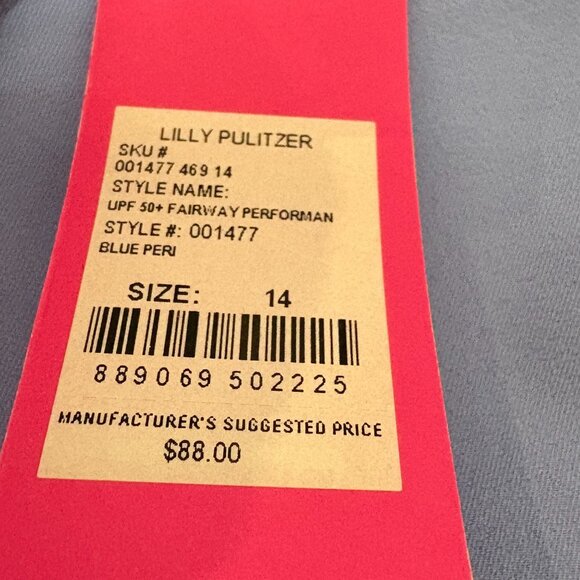 LILLY PULITZER
SKU #
001477 469 14
STYLE NAME:
UPF 50+ FAIRWAY PERFORMAN
STYLE #: 001477
BLUE PERI
SIZE: 14
889069 502225
MANUFACTURER'S SUGGESTED PRICE
$88.00